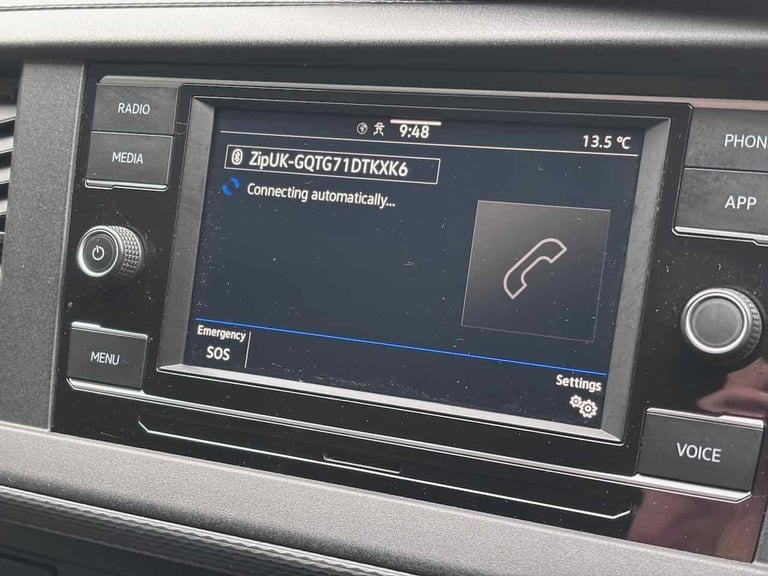 RADIO
MEDIA
MENU
9:48
13.5 °C
ZipUK-GQTG71DTKXK6
Connecting automatically...
Emergency
SOS
Settings
PHON
APP
VOICE